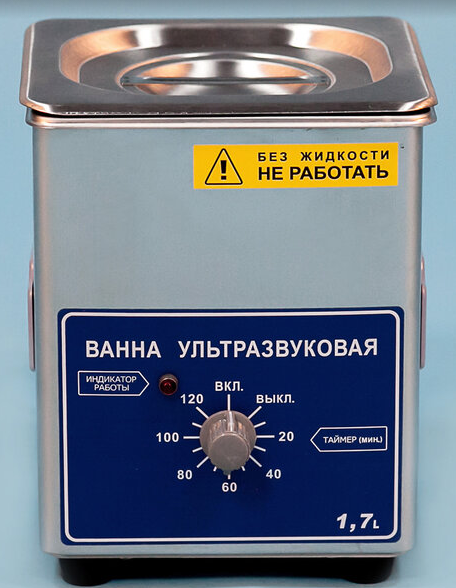 БЕЗ ЖИДКОСТИ
НЕ РАБОТАТЬ
ВАННА УЛЬТРАЗВУКОВАЯ
ИНДИКАТОР
РАБОТЫ
ВКЛ.
120
ВЫКЛ.
100
20
ТАЙМЕР (МИН.)
80
40
60
1,7L